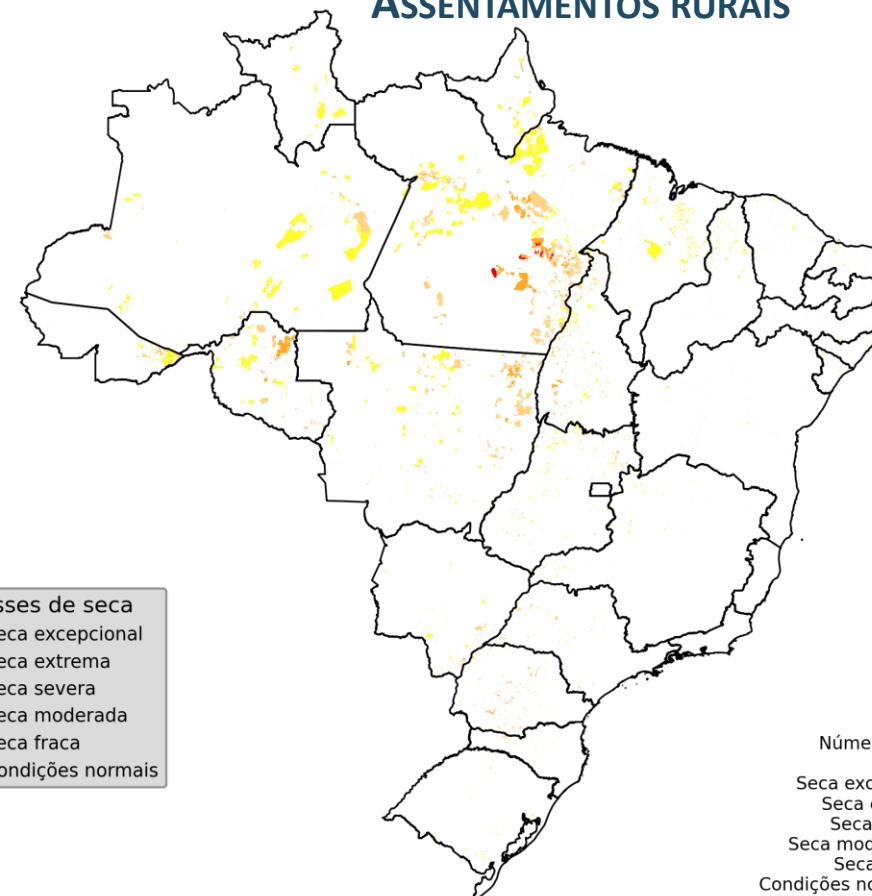 ASSENTAMENTOS RURAIS
sses de seca
eca excepcional
eca extrema
eca severa
eca moderada
eca fraca
ondições normais
Núme
Seca exc
Seca
Seca
Seca mod
Seca
Condições no